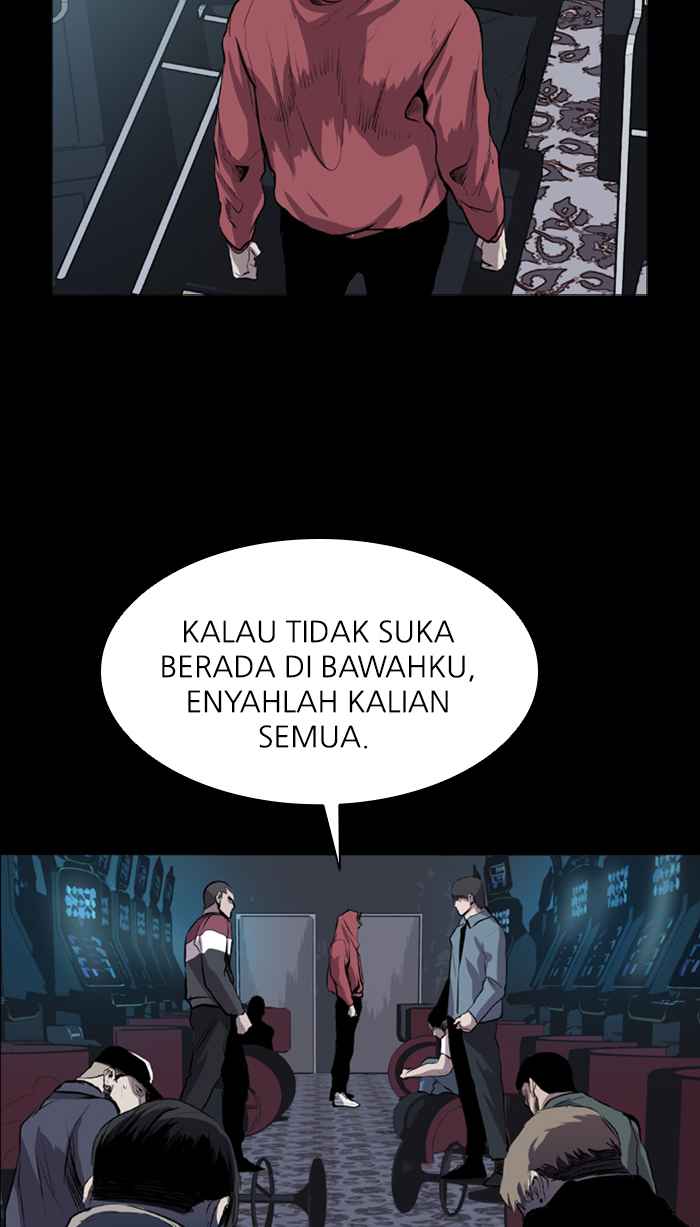 KALAU TIDAK SUKA
BERADA DI BAWAHKU,
ENYAHLAH KALIAN
SEMUA.